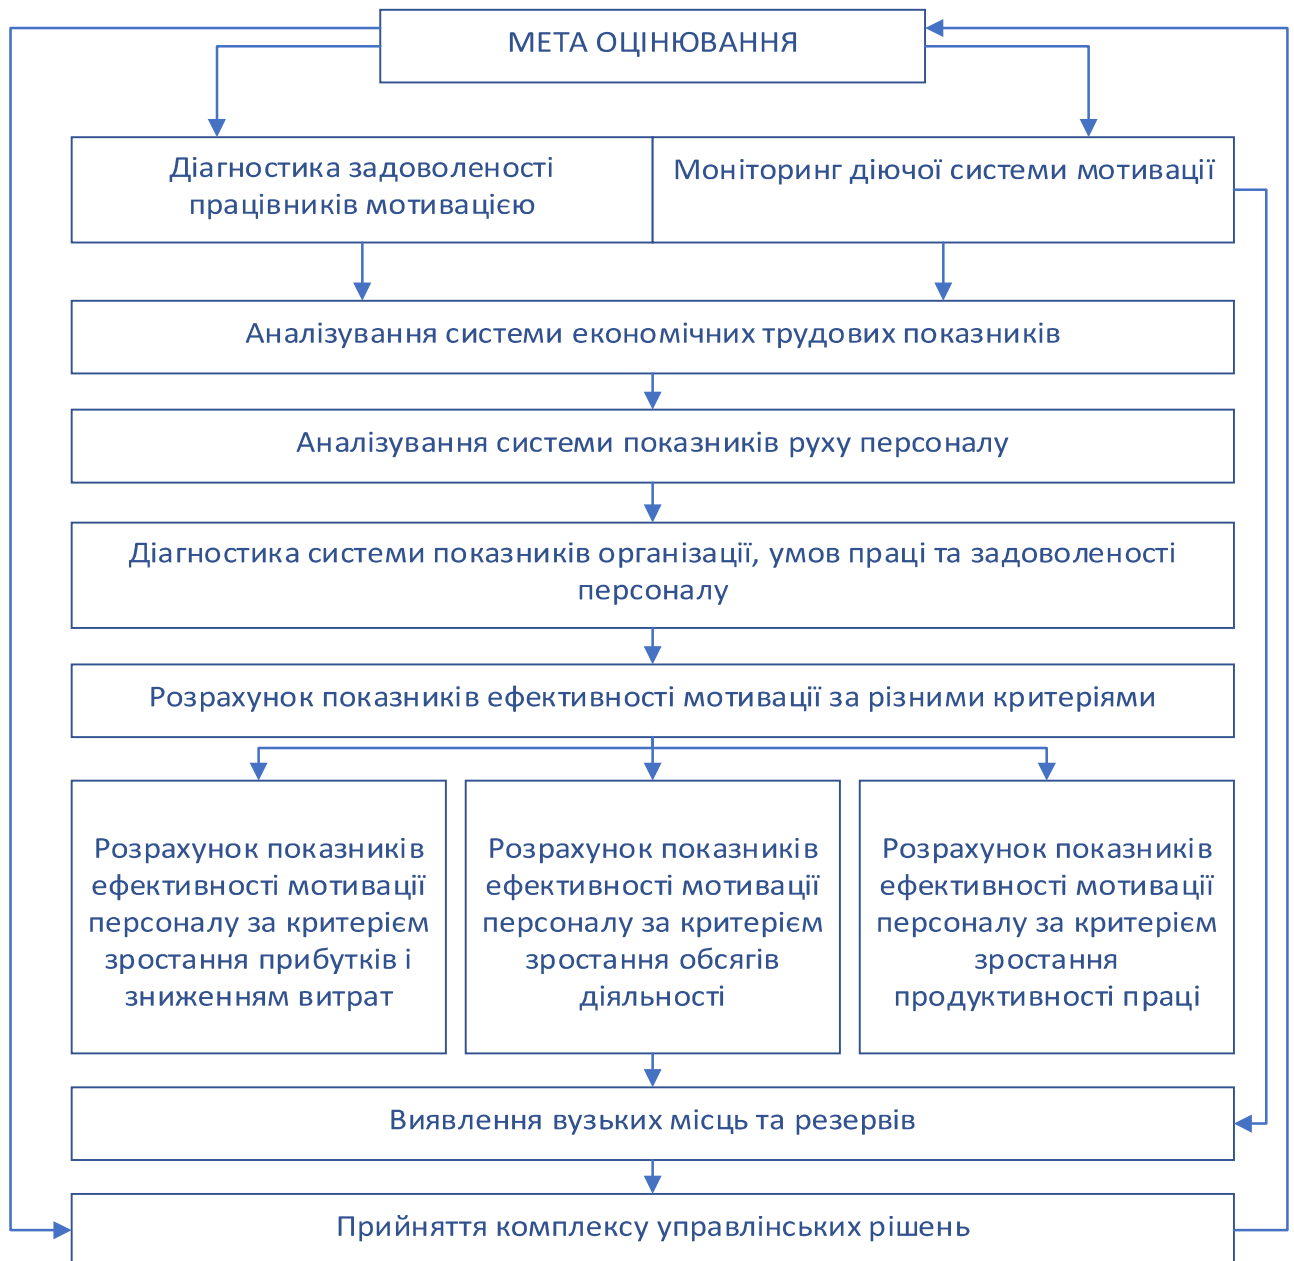 МЕТА ОЦІНЮВАННЯ
Діагностика задоволеності
працівників мотивацією
Моніторинг діючої системи мотивації
Аналізування системи економічних трудових показників
Аналізування системи показників руху персоналу
Діагностика системи показників організації, умов праці та задоволеності
персоналу
Розрахунок показників ефективності мотивації за різними критеріями
Розрахунок показників
ефективності мотивації
персоналу за критерієм
зростання прибутків і
зниженням витрат
Розрахунок показників
ефективності мотивації
персоналу за критерієм
зростання обсягів
діяльності
Розрахунок показників
ефективності мотивації
персоналу за критерієм
зростання
продуктивності праці
Виявлення вузьких місць та резервів
Прийняття комплексу управлінських рішень